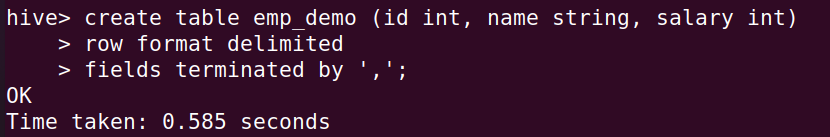 hive> create table emp_demo (id int, name string, salary int)
    > row format delimited
    > fields terminated by ',';
OK
Time taken: 0.585 seconds